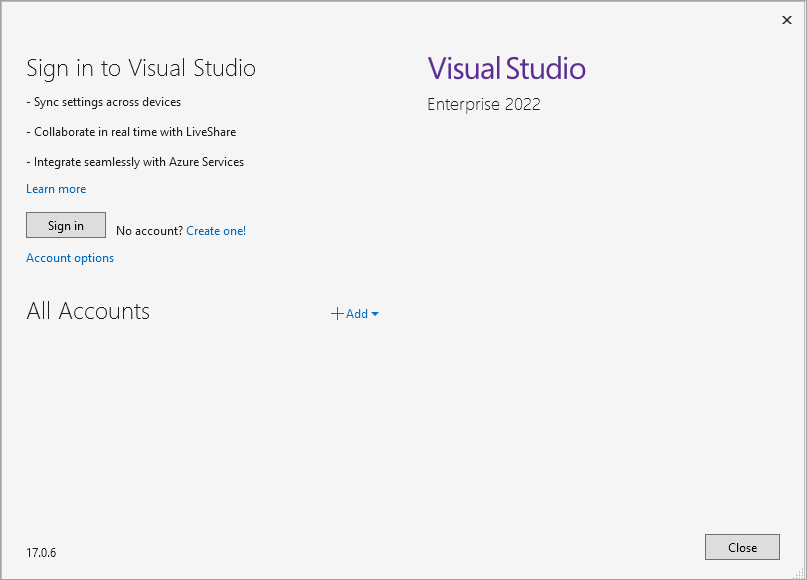 Sign in to Visual Studio
- Sync settings across devices
- Collaborate in real time with LiveShare
- Integrate seamlessly with Azure Services
Learn more
Sign in
No account? Create one!
Account options
All Accounts
Add
17.0.6
Visual Studio
Enterprise 2022
Close